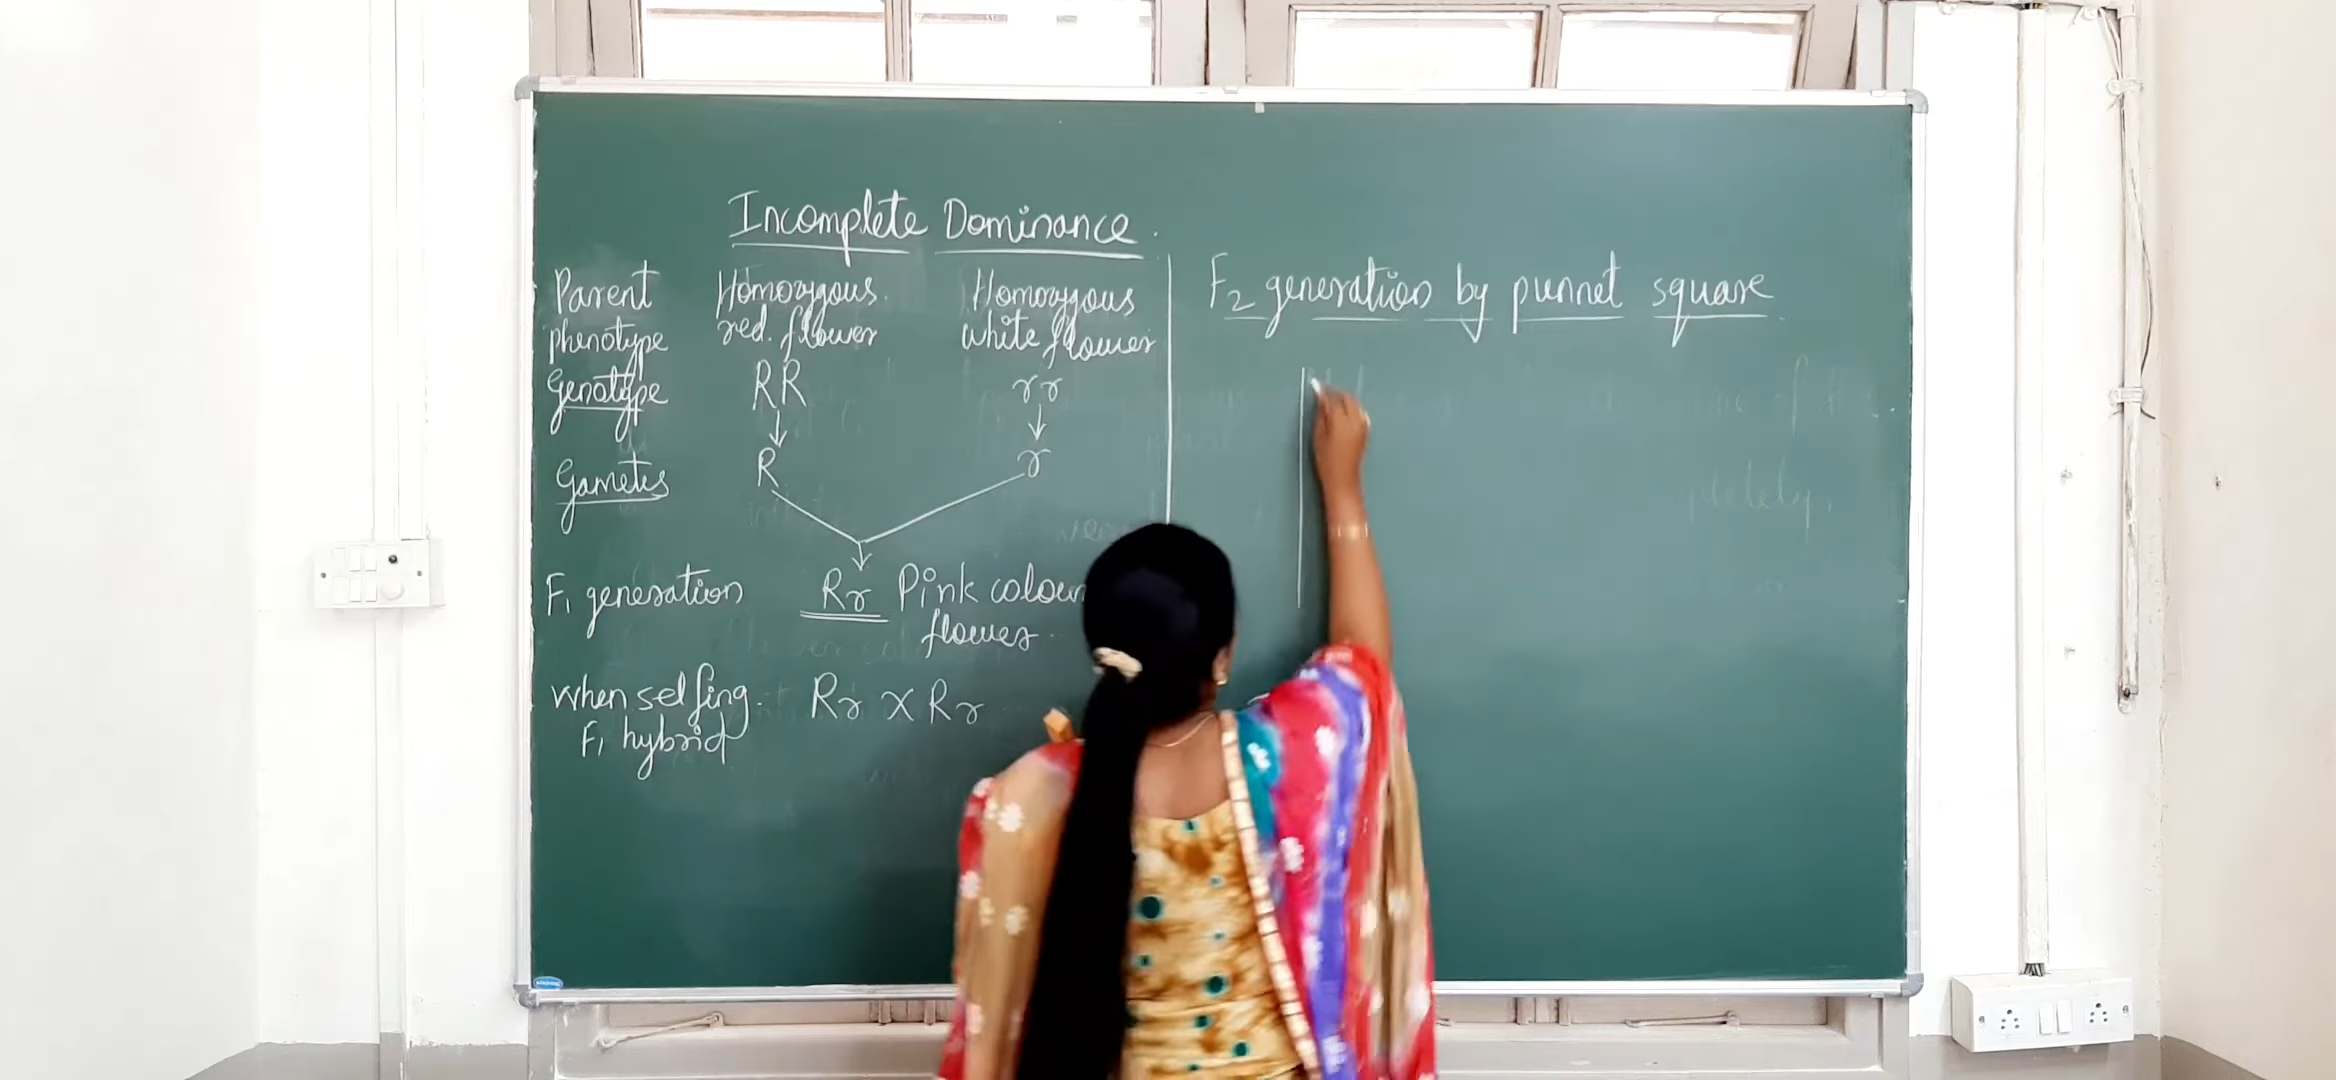 Incomplete Dominance.
Parent Homozygous. Homozygous
phenotype red. flower white flower
Genotype RR rr
Gametes R r
F1 generation Rr Pink colour
flower.
When selfing. Rr X Rr
F1 hybrid
F2 generation by punnet square